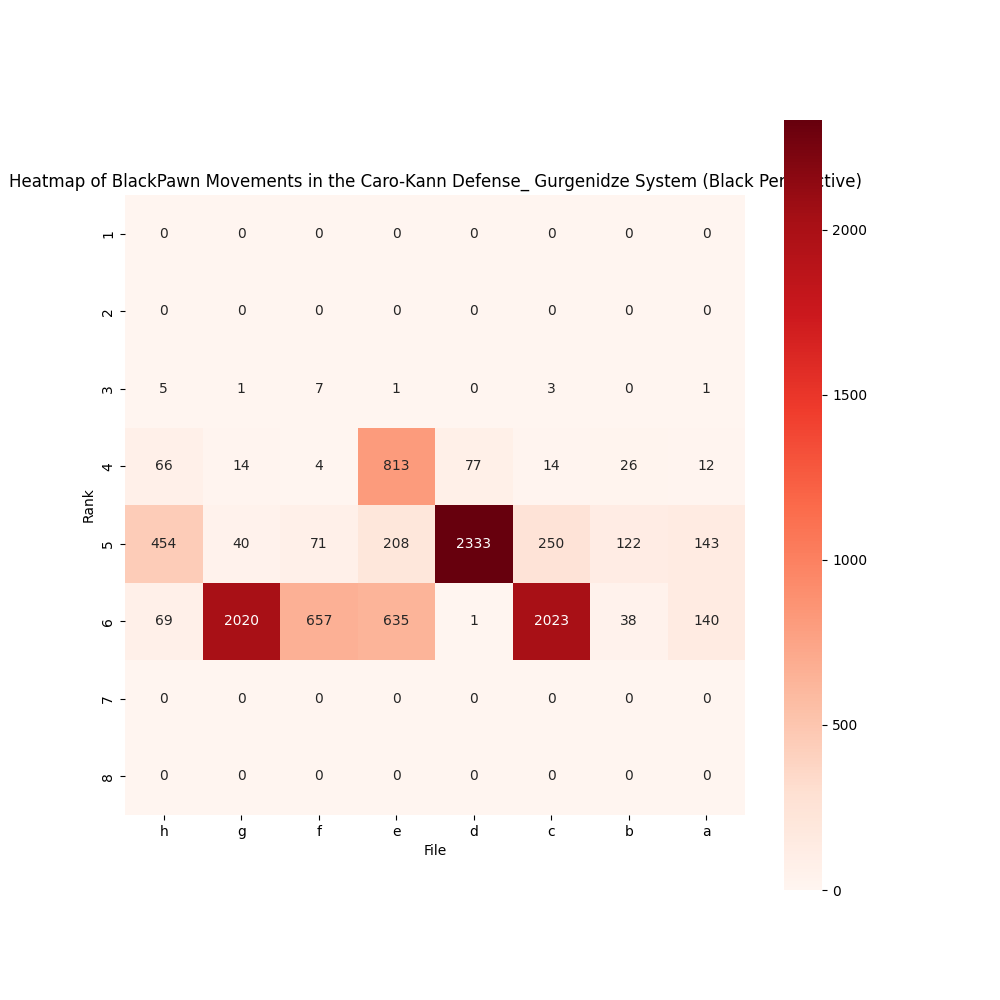 Heatmap of BlackPawn Movements in the Caro-Kann Defense_ Gurgenidze System (Black Perspective)
1 0 0 0 0 0 0 0 0
2 0 0 0 0 0 0 0 0
3 5 1 7 1 0 3 0 1
4 66 14 4 813 77 14 26 12
Rank
5 454 40 71 208 2333 250 122 143
6 69 2020 657 635 1 2023 38 140
7 0 0 0 0 0 0 0 0
8 0 0 0 0 0 0 0 0
h g f e d c b a
File
2000
1500
1000
500
0